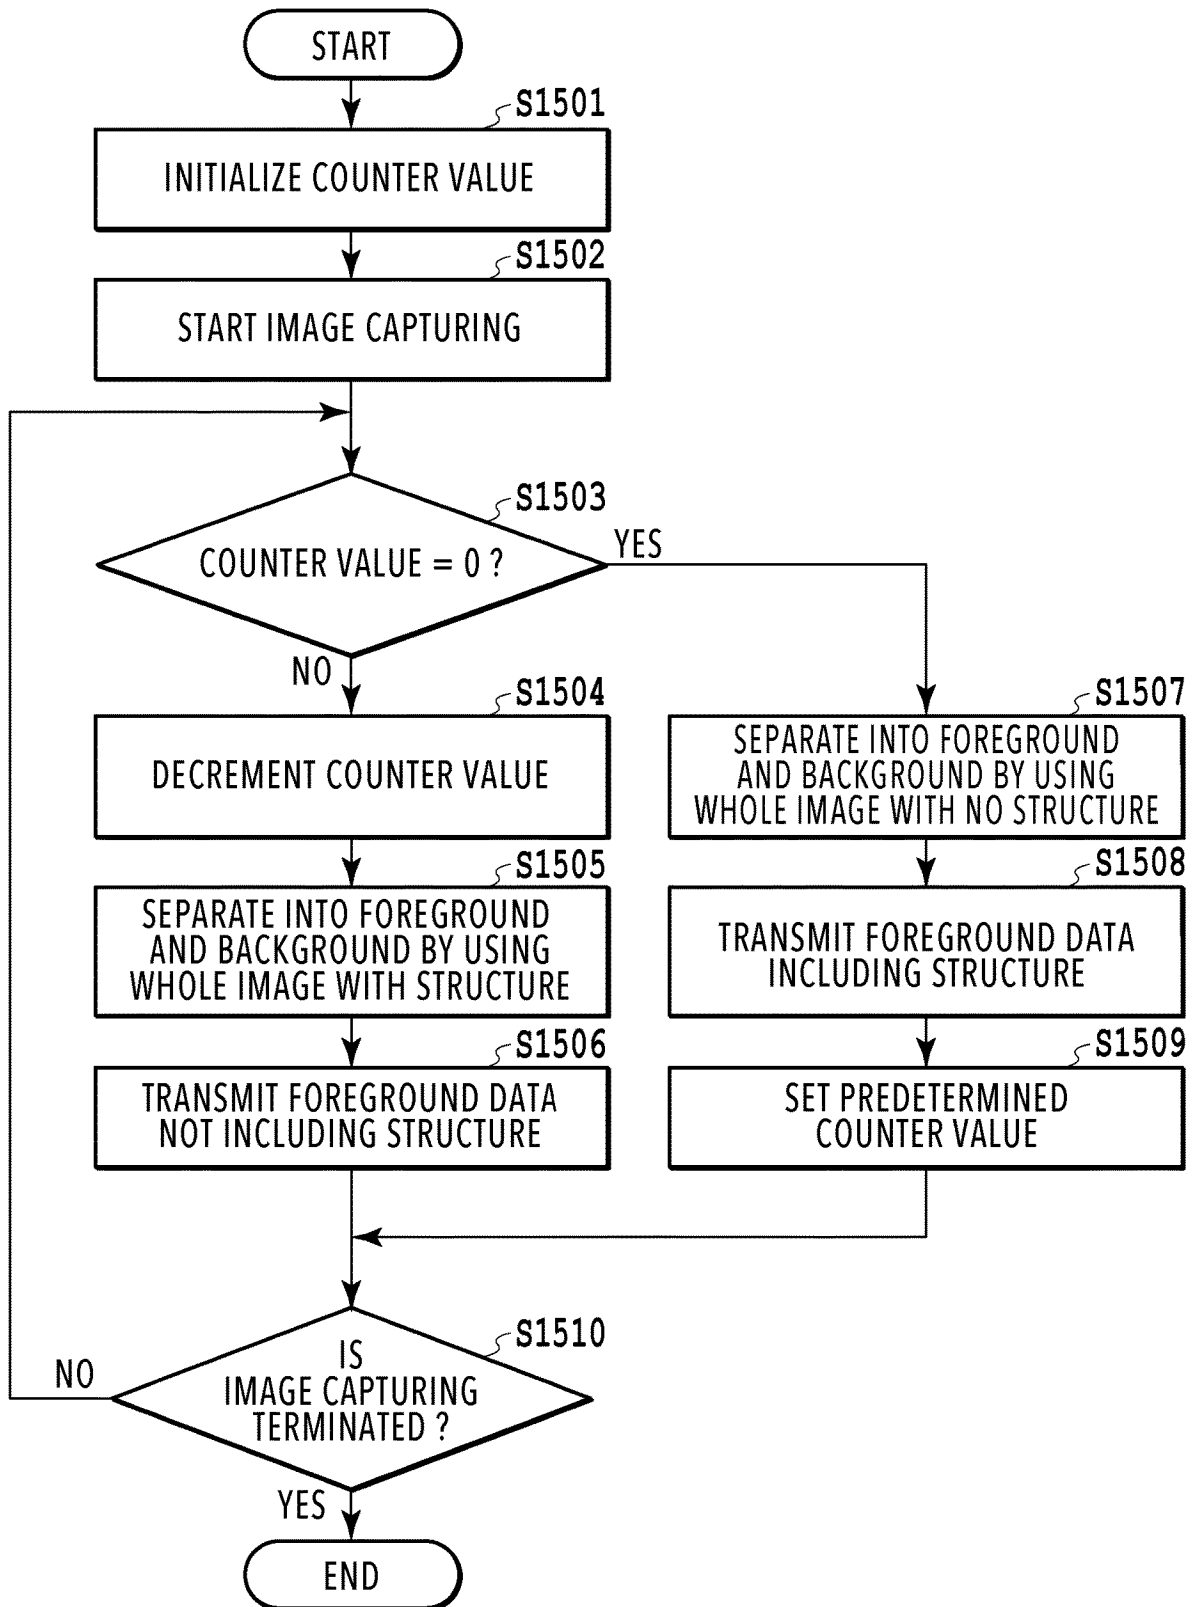 START
S1501
INITIALIZE COUNTER VALUE
S1502
START IMAGE CAPTURING
S1503
COUNTER VALUE = 0 ?
YES
NO
S1504
DECREMENT COUNTER VALUE
S1505
SEPARATE INTO FOREGROUND
AND BACKGROUND BY USING
WHOLE IMAGE WITH STRUCTURE
S1506
TRANSMIT FOREGROUND DATA
NOT INCLUDING STRUCTURE
S1507
SEPARATE INTO FOREGROUND
AND BACKGROUND BY USING
WHOLE IMAGE WITH NO STRUCTURE
S1508
TRANSMIT FOREGROUND DATA
INCLUDING STRUCTURE
S1509
SET PREDETERMINED
COUNTER VALUE
S1510
IS
IMAGE CAPTURING
TERMINATED ?
NO
YES
END